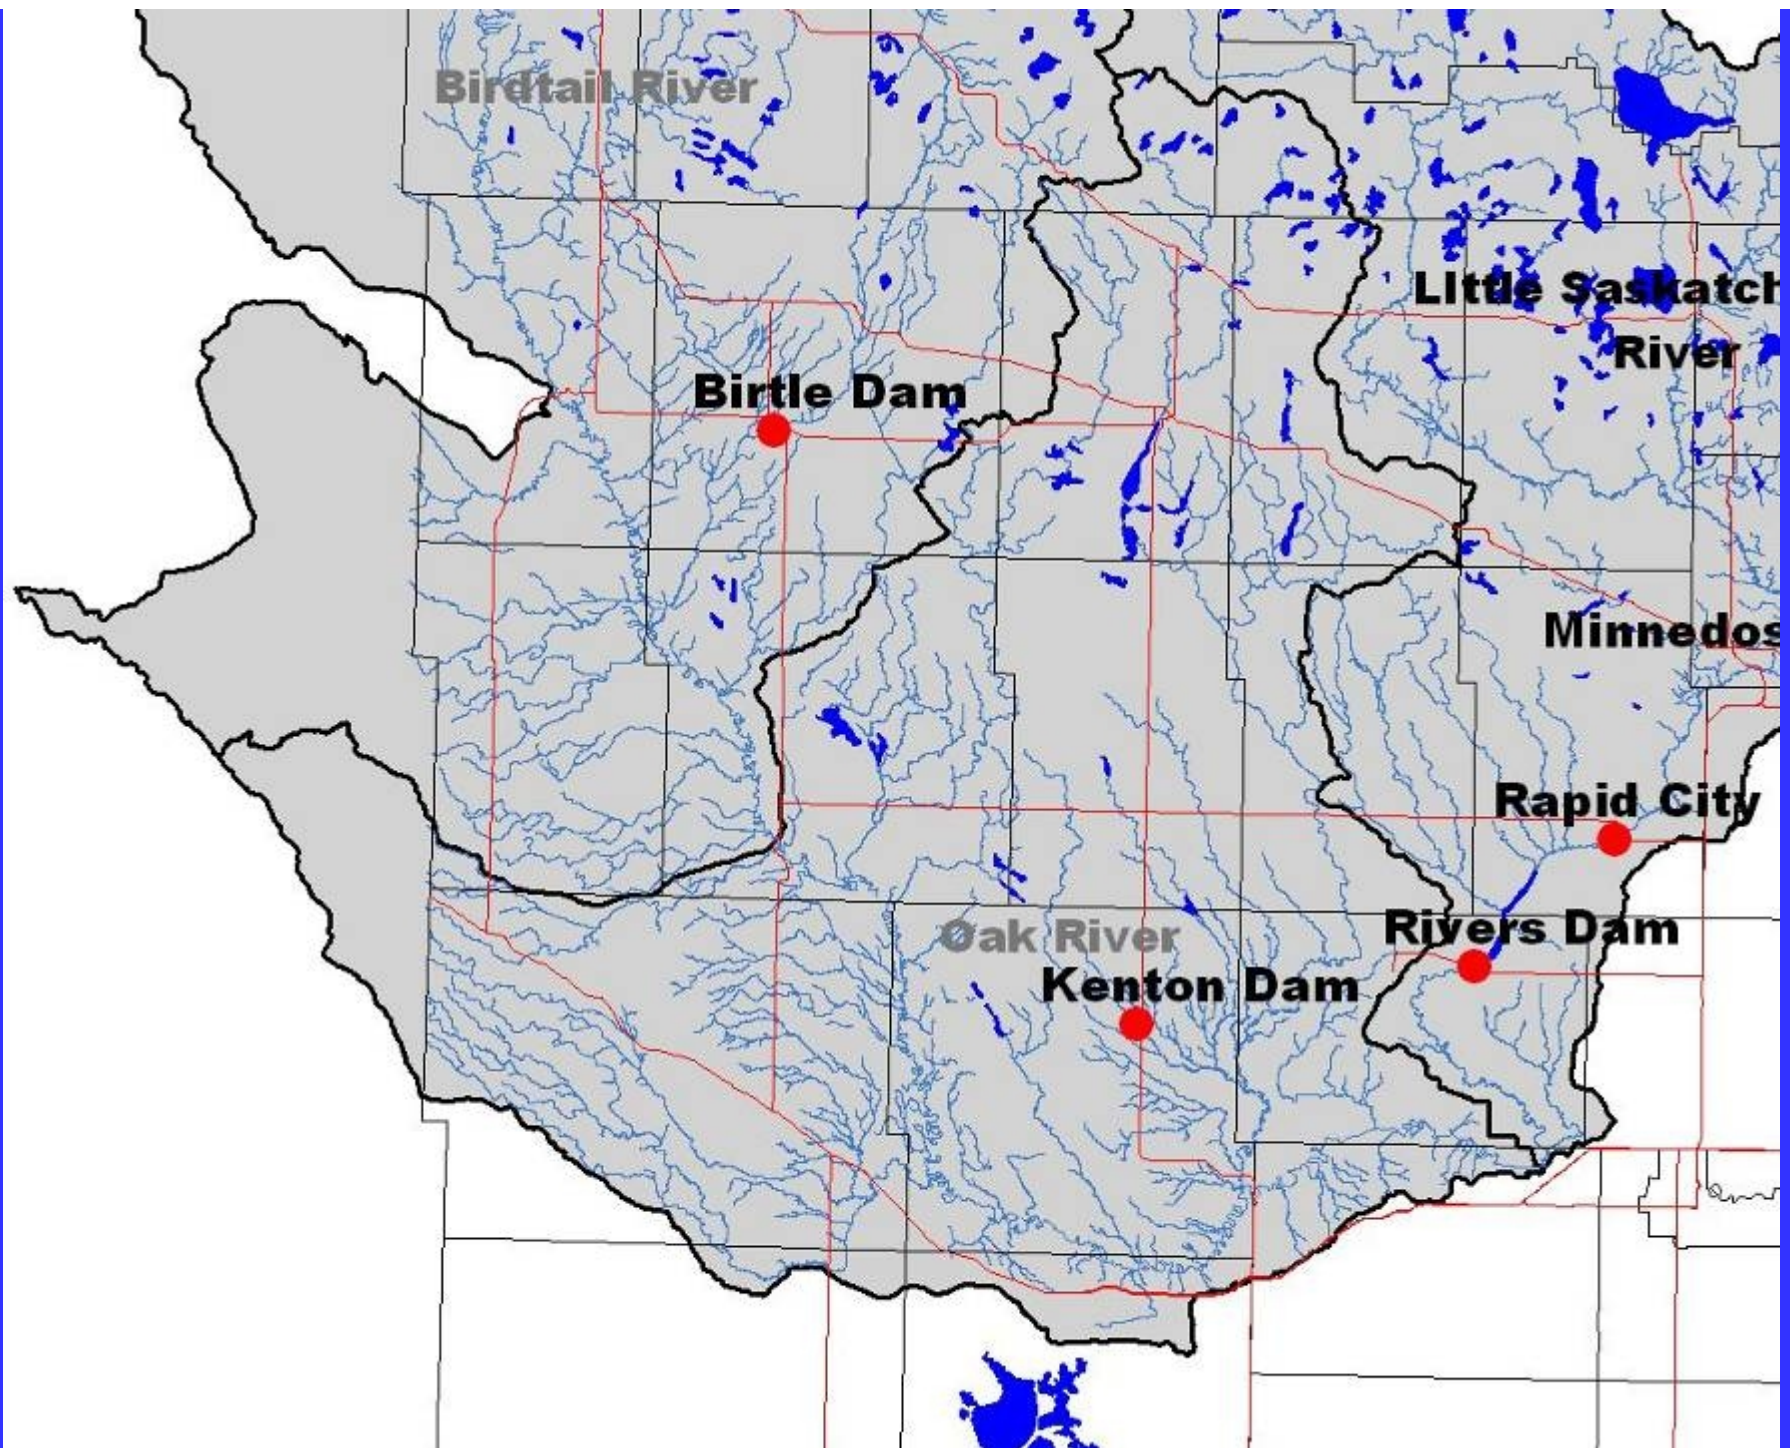 Birdtail River
LIttle Saskatch
River
Birtle Dam
Minnedos
Rapid City
Oak River
Rivers Dam
Kenton Dam